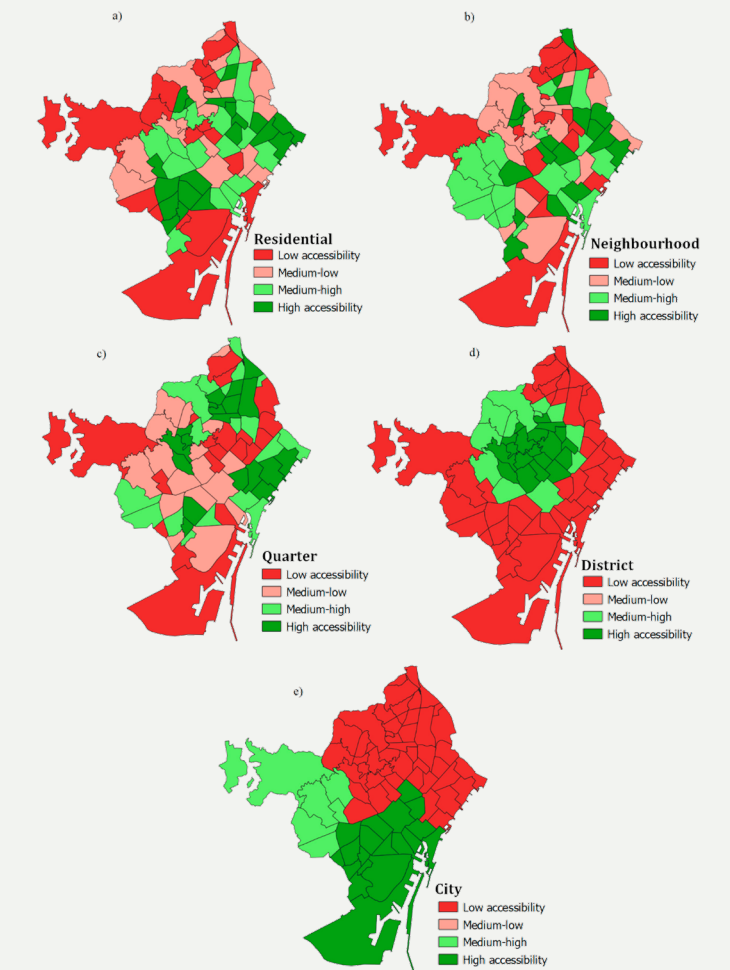 a)
b)
Residential
Low accessibility
Medium-low
Medium-high
High accessibility
Neighbourhood
Low accessibility
Medium-low
Medium-high
High accessibility
c)
d)
Quarter
Low accessibility
Medium-low
Medium-high
High accessibility
District
Low accessibility
Medium-low
Medium-high
High accessibility
e)
City
Low accessibility
Medium-low
Medium-high
High accessibility